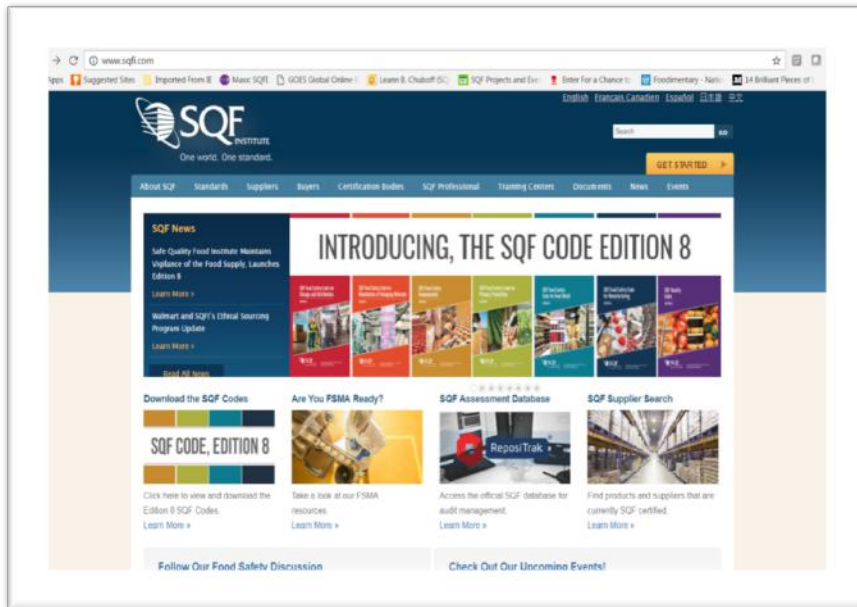 www.sqfi.com
Apps Suggested Sites Imported From IE Maxic SQFI GOES Global Online Leann B. Chuboff (SQ SQF Projects and Eve Enter For a Chance to Foodimentary - Natio 14 Brilliant Pieces of
English Français Canadien Español 日本語 中文
SQF
INSTITUTE
One world. One standard.
Search GO
GET STARTED
About SQF Standards Suppliers Buyers Certification Bodies SQF Professional Training Centers Documents News Events
SQF News
Safe Quality Food Institute Maintains
Vigilance of the Food Supply, Launches
Edition 8
Learn More »
Walmart and SQFI's Ethical Sourcing
Program Update
Learn More »
Read All News
INTRODUCING, THE SQF CODE EDITION 8
Download the SQF Codes
SQF CODE, EDITION 8
Click here to view and download the
Edition 8 SQF Codes.
Learn More »
Are You FSMA Ready?
Take a look at our FSMA
resources
Learn More »
SQF Assessment Database
ReposiTrak
Access the official SQF database for
audit management.
Learn More »
SQF Supplier Search
Find products and suppliers that are
currently SQF certified.
Learn More »
Follow Our Food Safety Discussion
Check Out Our Upcoming Events!